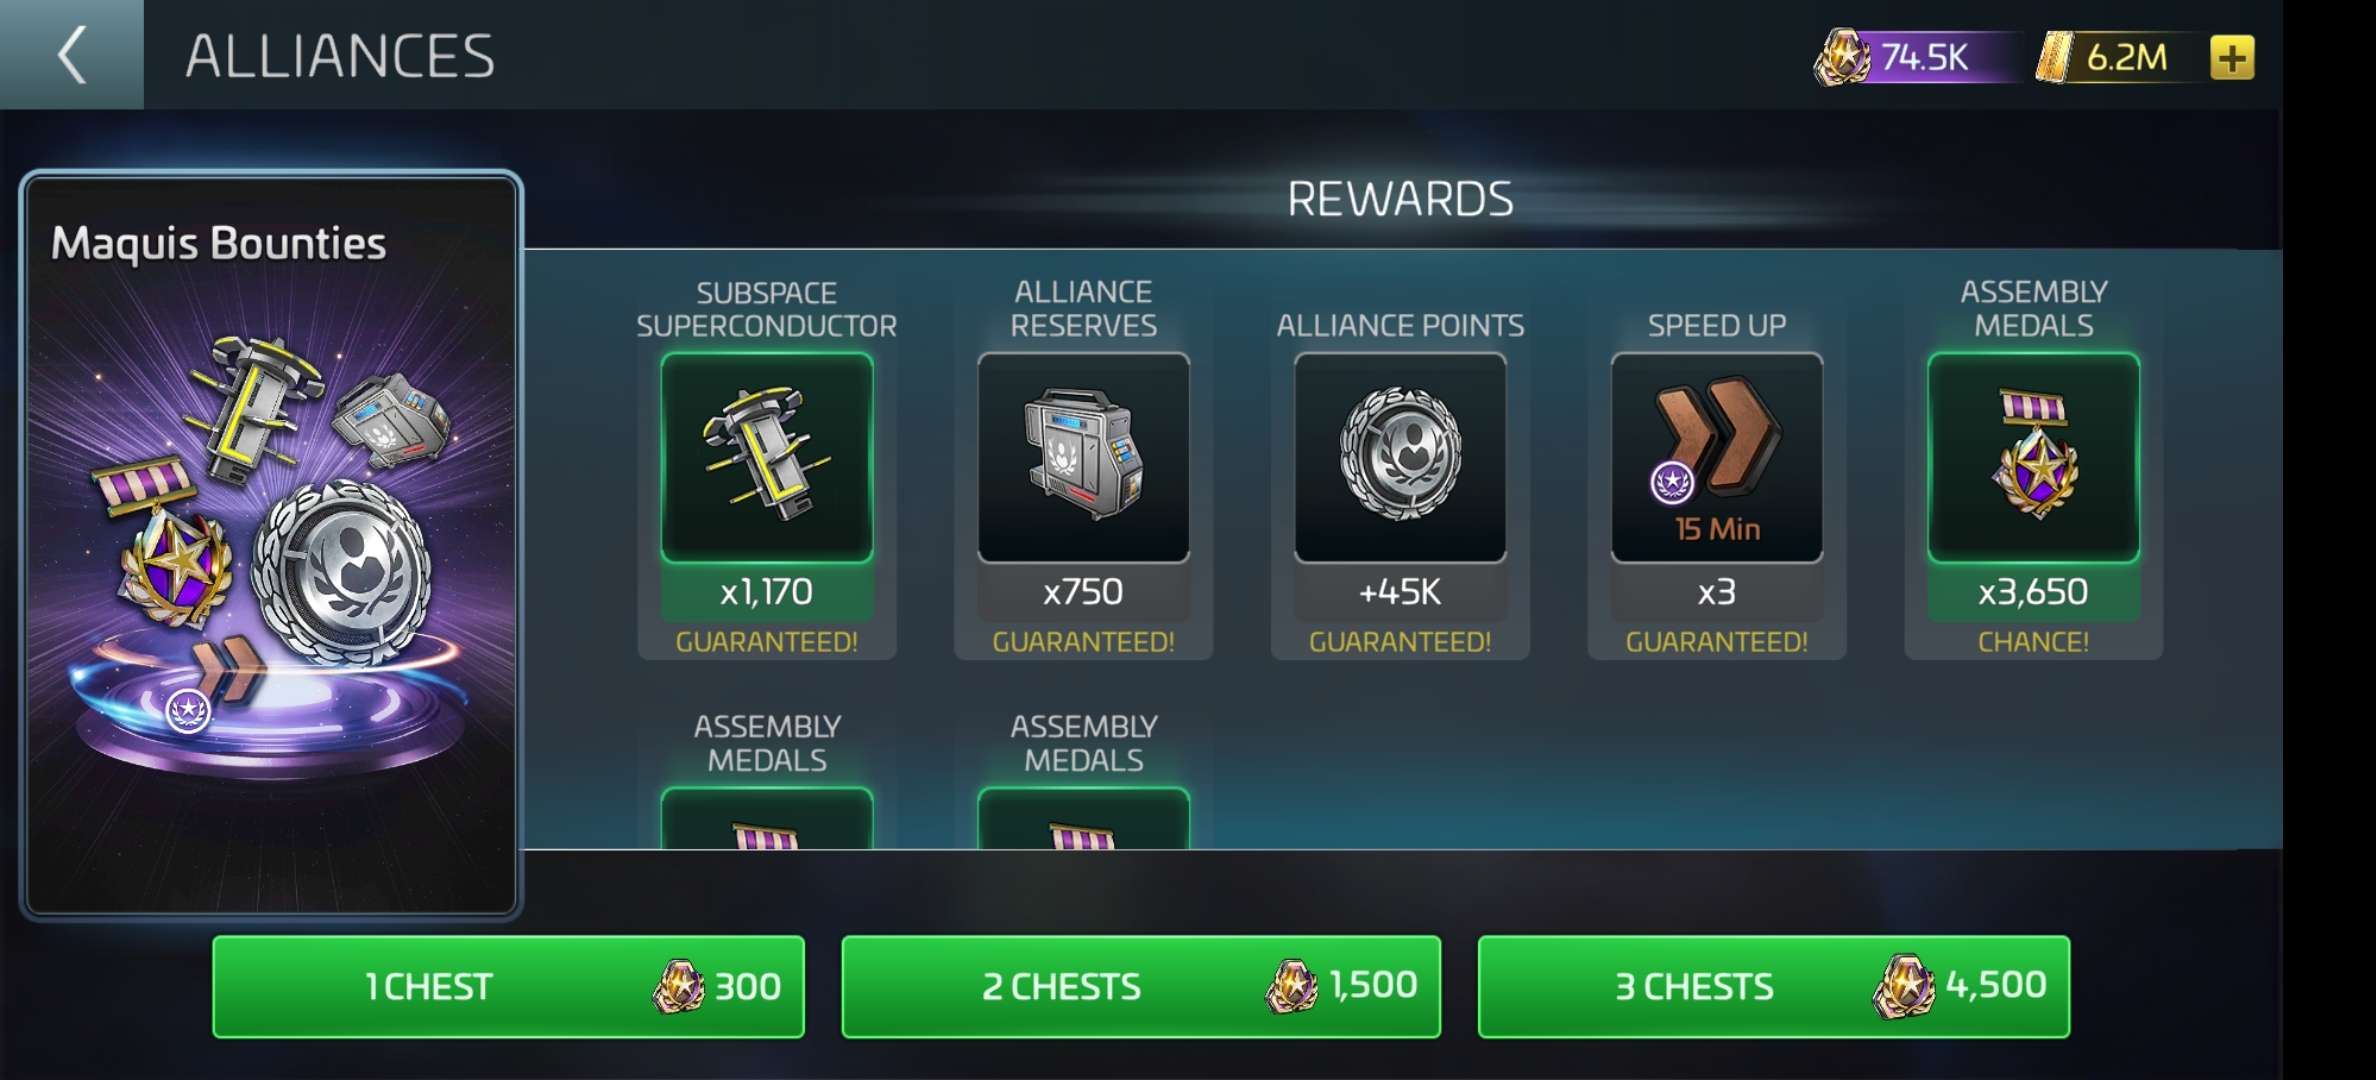 ALLIANCES
74.5K
6.2M
Maquis Bounties
REWARDS
SUBSPACE
SUPERCONDUCTOR
x1,170
GUARANTEED!
ALLIANCE
RESERVES
x750
GUARANTEED!
ALLIANCE POINTS
+45K
GUARANTEED!
SPEED UP
15 Min
x3
GUARANTEED!
ASSEMBLY
MEDALS
x3,650
CHANCE!
ASSEMBLY
MEDALS
ASSEMBLY
MEDALS
1 CHEST 300
2 CHESTS 1,500
3 CHESTS 4,500